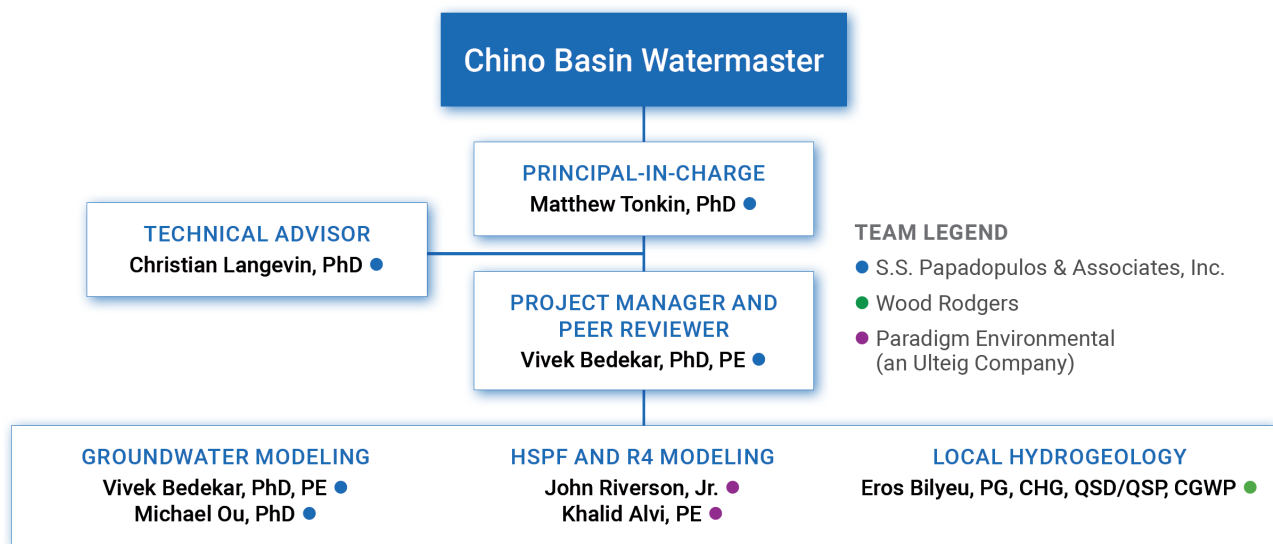 Chino Basin Watermaster
PRINCIPAL-IN-CHARGE
Matthew Tonkin, PhD
TECHNICAL ADVISOR
Christian Langevin, PhD
PROJECT MANAGER AND
PEER REVIEWER
Vivek Bedekar, PhD, PE
TEAM LEGEND
S.S. Papadopulos & Associates, Inc.
Wood Rodgers
Paradigm Environmental
(an Ulteig Company)
GROUNDWATER MODELING
Vivek Bedekar, PhD, PE
Michael Ou, PhD
HSPF AND R4 MODELING
John Riverson, Jr.
Khalid Alvi, PE
LOCAL HYDROGEOLOGY
Eros Bilyeu, PG, CHG, QSD/QSP, CGWP